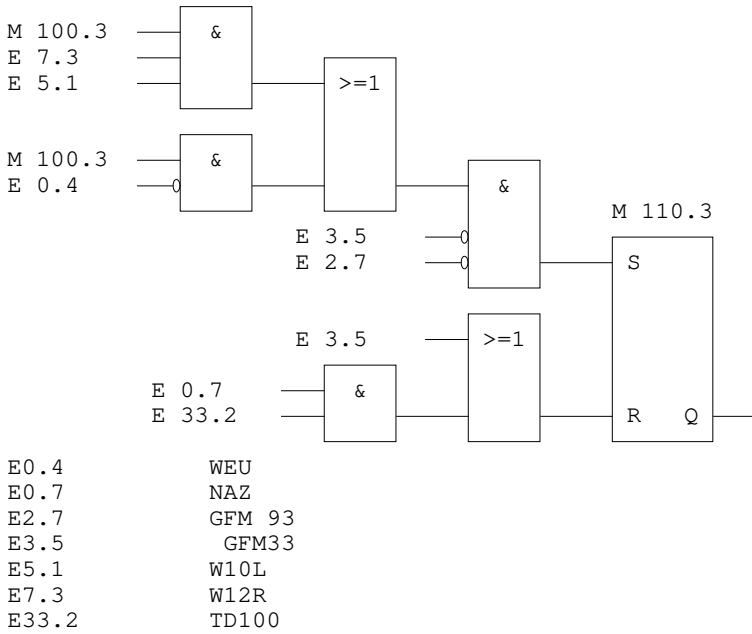 M 100.3 &
E 7.3
E 5.1 >=1
M 100.3 &
E 0.4 &
M 110.3
E 3.5
E 2.7 S
E 3.5 >=1
E 0.7 &
E 33.2 R Q
E0.4 WEU
E0.7 NAZ
E2.7 GFM 93
E3.5 GFM33
E5.1 W10L
E7.3 W12R
E33.2 TD100